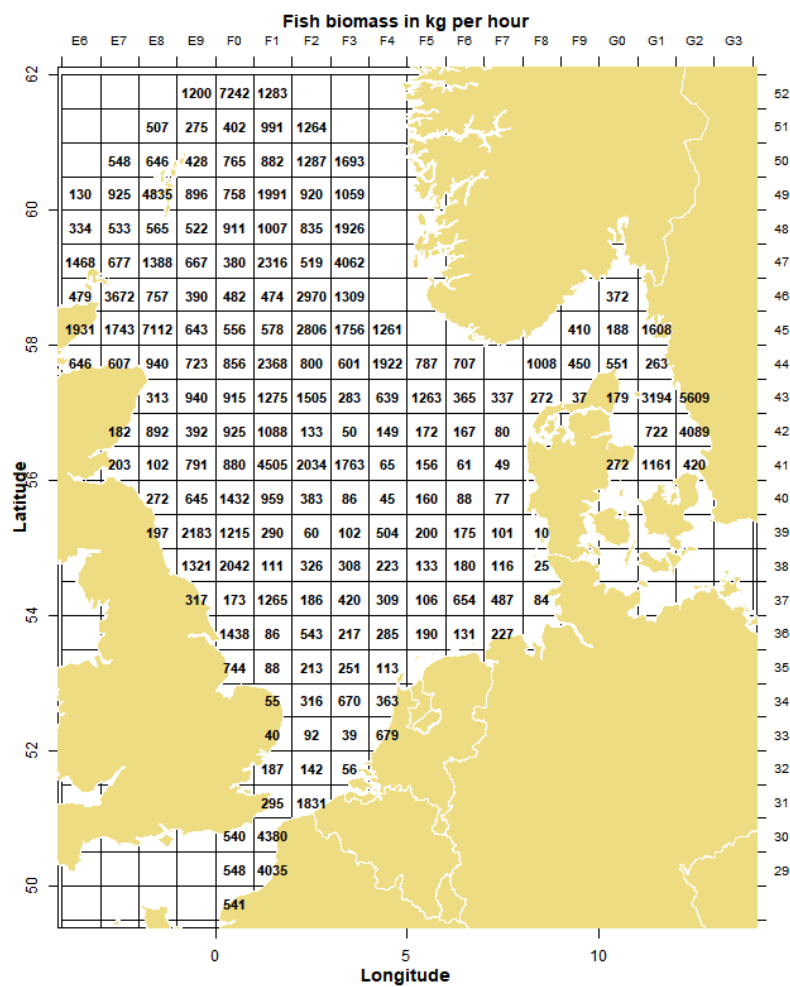 Fish biomass in kg per hour
E6 E7 E8 E9 F0 F1 F2 F3 F4 F5 F6 F7 F8 F9 G0 G1 G2 G3
62
1200 7242 1283 52
507 275 402 991 1264 51
548 646 428 765 882 1287 1693 50
130 925 4835 896 758 1991 920 1059 49
60
334 533 565 522 911 1007 835 1926 48
1468 677 1388 667 380 2316 519 4062 47
479 3672 757 390 482 474 2970 1309 372 46
1931 1743 7112 643 556 578 2806 1756 1261 410 188 1608 45
58
646 607 940 723 856 2368 800 601 1922 787 707 1008 450 551 263 44
313 940 915 1275 1505 283 639 1263 365 337 272 37 179 3194 5609 43
182 892 392 925 1088 133 50 149 172 167 80 722 4089 42
203 102 791 880 4505 2034 1763 65 156 61 49 272 1161 420 41
56
Latitude
272 645 1432 959 383 86 45 160 88 77 40
197 2183 1215 290 60 102 504 200 175 101 10 39
1321 2042 111 326 308 223 133 180 116 25 38
317 173 1265 186 420 309 106 654 487 84 37
54
1438 86 543 217 285 190 131 227 36
744 88 213 251 113 35
55 316 670 363 34
40 92 39 679 33
52
187 142 56 32
295 1831 31
540 4380 30
548 4035 29
50
541
0 5 10
Longitude